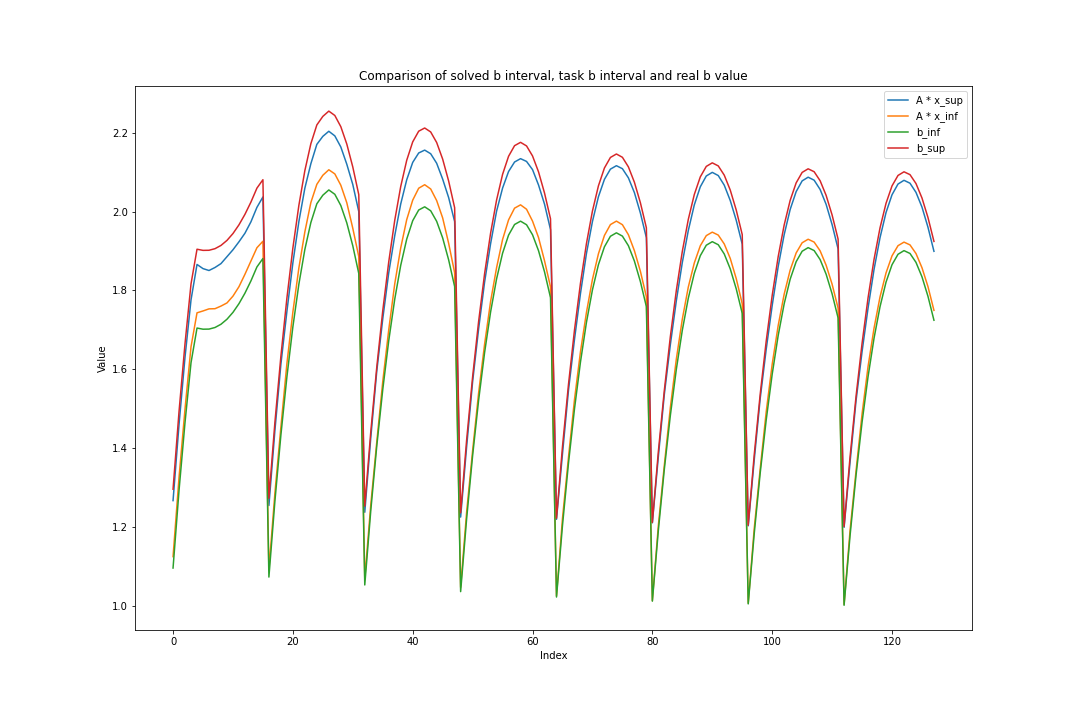 Comparison of solved b interval, task b interval and real b value
A * x_sup
A * x_inf
b_inf
b_sup
Value
2.2
2.0
1.8
1.6
1.4
1.2
1.0
0 20 40 60 80 100 120
Index